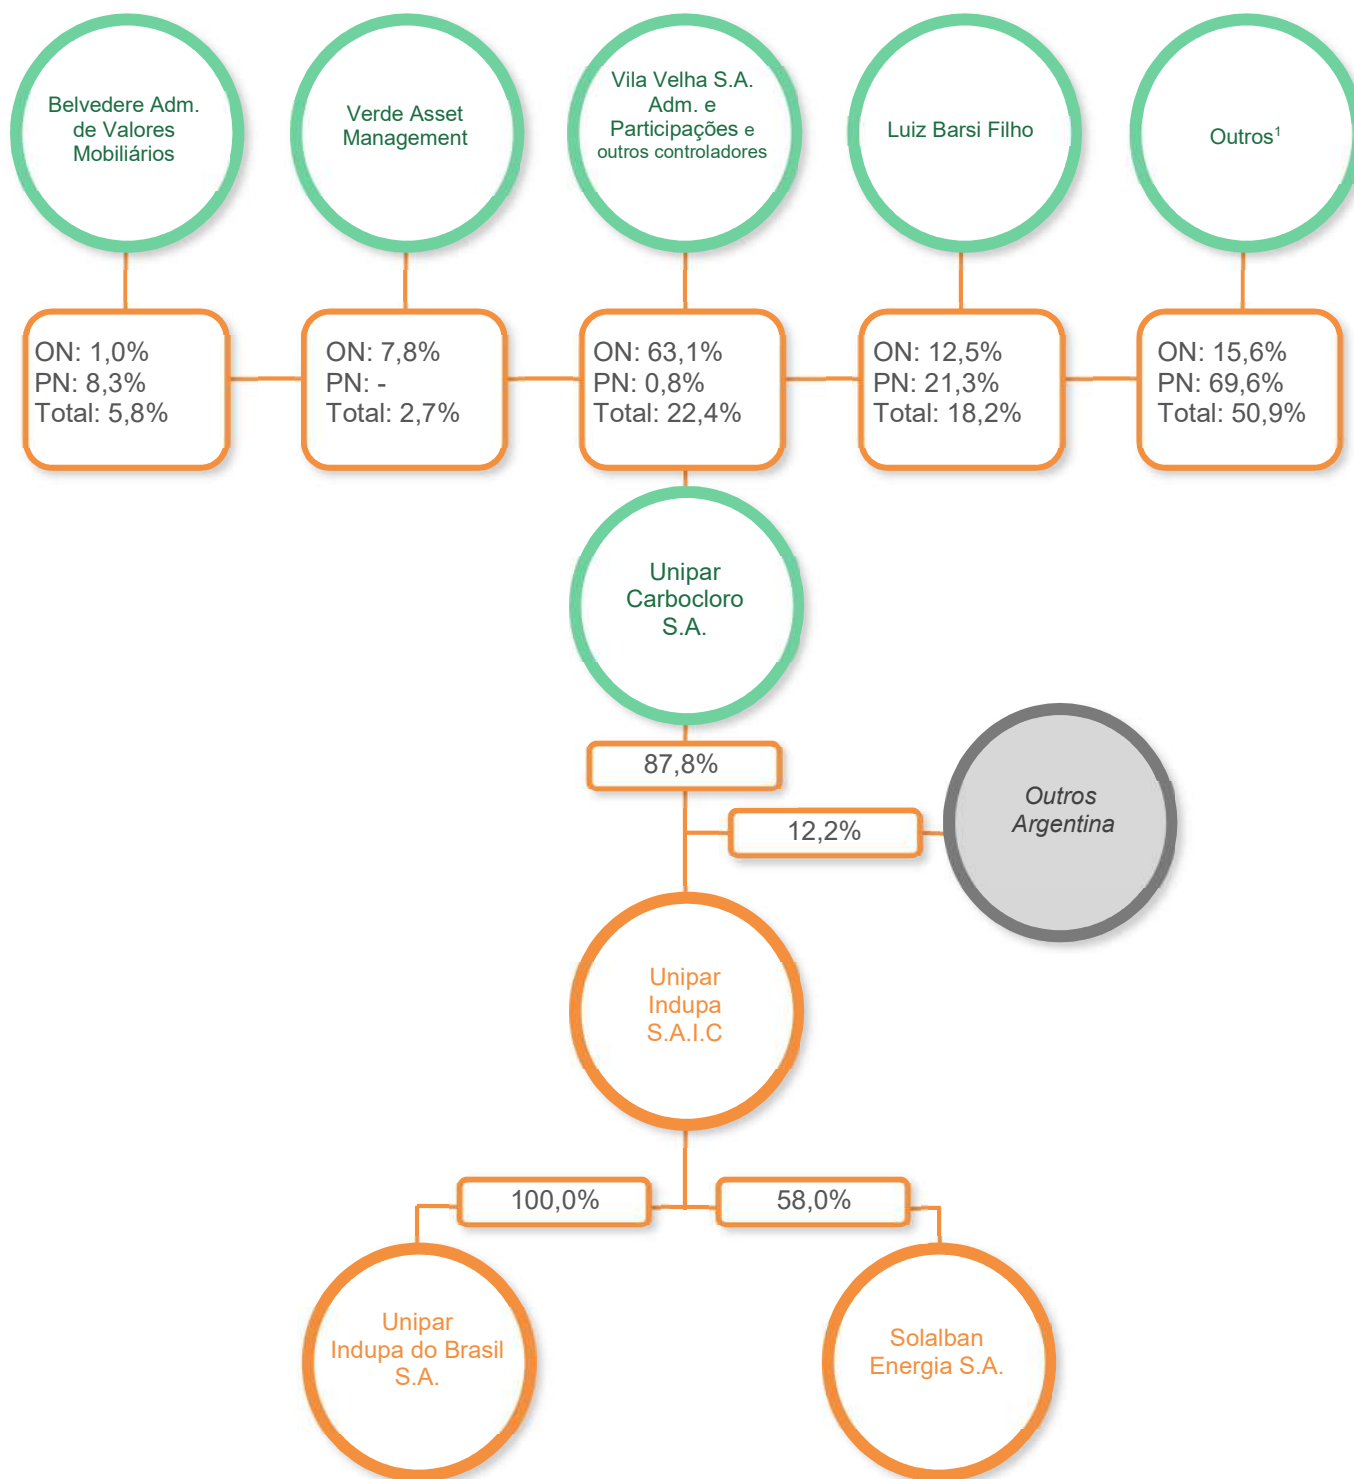 Belvedere Adm.
de Valores
Mobiliários
Verde Asset
Management
Vila Velha S.A.
Adm. e
Participações e
outros controladores
Luiz Barsi Filho
Outros¹
ON: 1,0%
PN: 8,3%
Total: 5,8%
ON: 7,8%
PN: -
Total: 2,7%
ON: 63,1%
PN: 0,8%
Total: 22,4%
ON: 12,5%
PN: 21,3%
Total: 18,2%
ON: 15,6%
PN: 69,6%
Total: 50,9%
Unipar
Carbocloro
S.A.
87,8%
12,2%
Outros
Argentina
Unipar
Indupa
S.A.I.C
100,0%
58,0%
Unipar
Indupa do Brasil
S.A.
Solalban
Energia S.A.